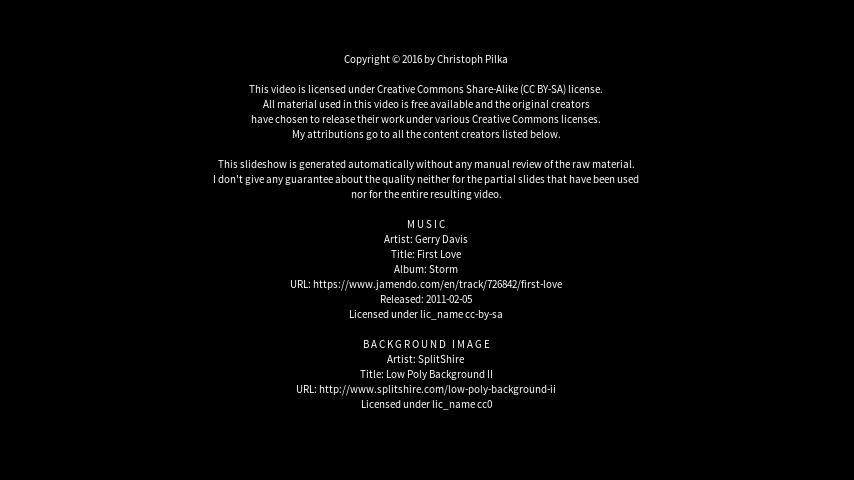 Copyright © 2016 by Christoph Pilka
This video is licensed under Creative Commons Share-Alike (CC BY-SA) license.
All material used in this video is free available and the original creators
have chosen to release their work under various Creative Commons licenses.
My attributions go to all the content creators listed below.
This slideshow is generated automatically without any manual review of the raw material.
I don't give any guarantee about the quality neither for the partial slides that have been used
nor for the entire resulting video.
MUSIC
Artist: Gerry Davis
Title: First Love
Album: Storm
URL: https://www.jamendo.com/en/track/726842/first-love
Released: 2011-02-05
Licensed under lic_name cc-by-sa
BACKGROUND IMAGE
Artist: SplitShire
Title: Low Poly Background II
URL: http://www.splitshire.com/low-poly-background-ii
Licensed under lic_name cc0